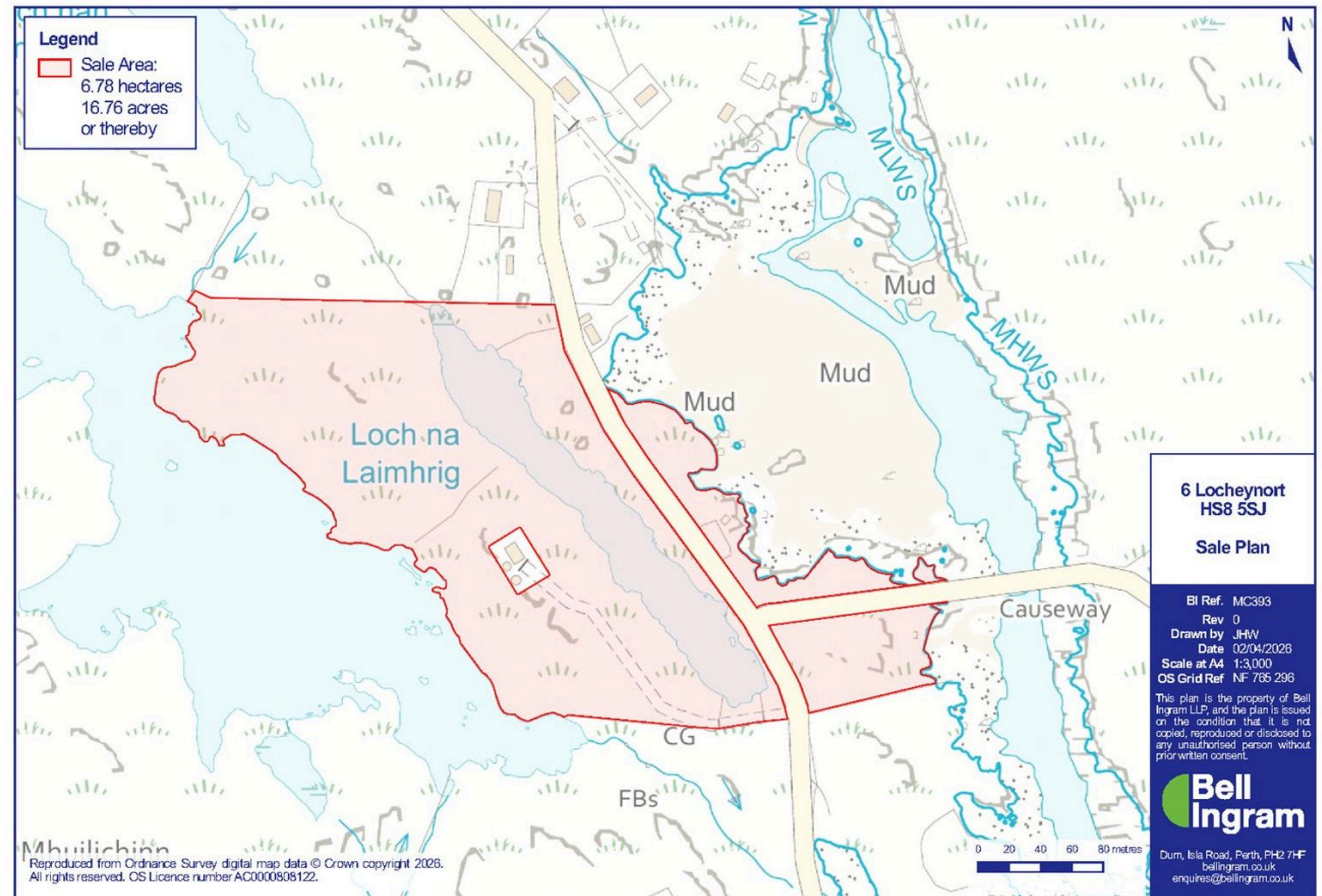 Legend
Sale Area:
6.78 hectares
16.76 acres
or thereby
N
MLWS
Mud
MHWS
Mud
Mud
Loch na
Laimhrig
Causeway
CG
FBs
Mhuilichinn
Reproduced from Ordnance Survey digital map data © Crown copyright 2026.
All rights reserved. OS Licence number AC0000808122.
0 20 40 60 80 metres
6 Locheynort
HS8 5SJ
Sale Plan
BI Ref. MC393
Rev 0
Drawn by JHW
Date 02/04/2026
Scale at A4 1:3,000
OS Grid Ref NF 765 296
This plan is the property of Bell
Ingram LLP, and the plan is issued
on the condition that it is not
copied, reproduced or disclosed to
any unauthorised person without
prior written consent.
Bell
Ingram
Durn, Isla Road, Perth, PH2 7HF
bellingram.co.uk
enquires@bellingram.co.uk